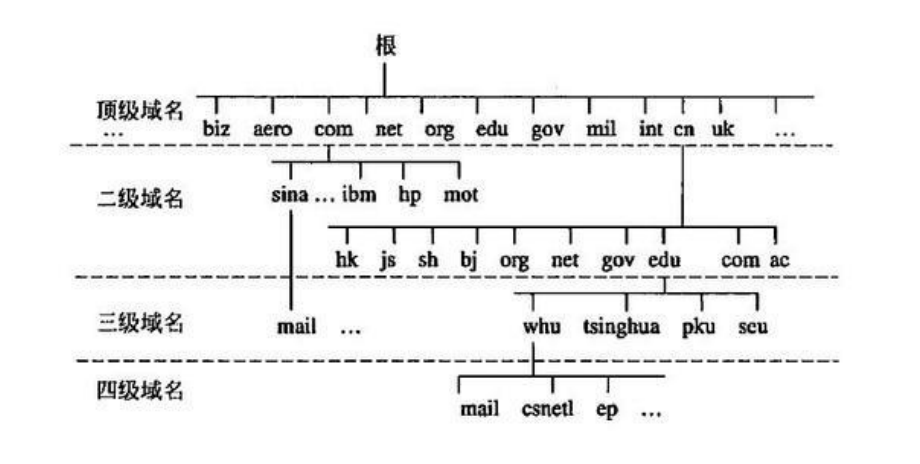 根
顶级域名
... biz aero com net org edu gov mil int cn uk ...
二级域名
sina ... ibm hp mot
hk js sh bj org net gov edu com ac
三级域名
mail ... whu tsinghua pku scu
四级域名
mail csnetl ep ...